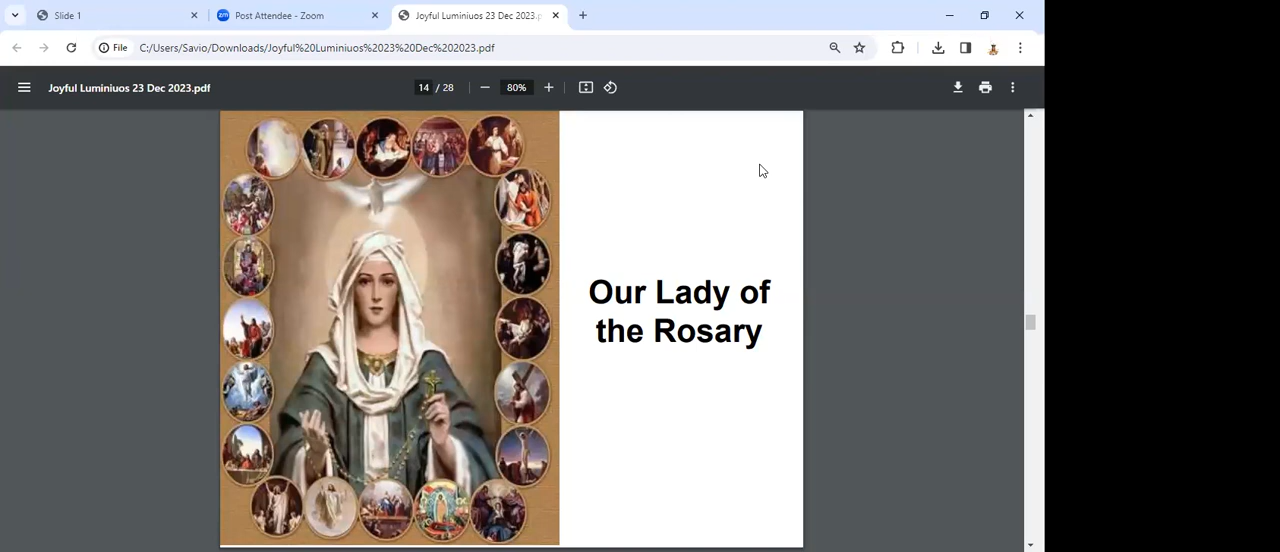 Slide 1
Post Attendee - Zoom
Joyful Luminiuos 23 Dec 2023.p
File
C:/Users/Savio/Downloads/Joyful%20Luminiuos%2023%20Dec%202023.pdf
Joyful Luminiuos 23 Dec 2023.pdf
14 / 28
80%
Our Lady of
the Rosary